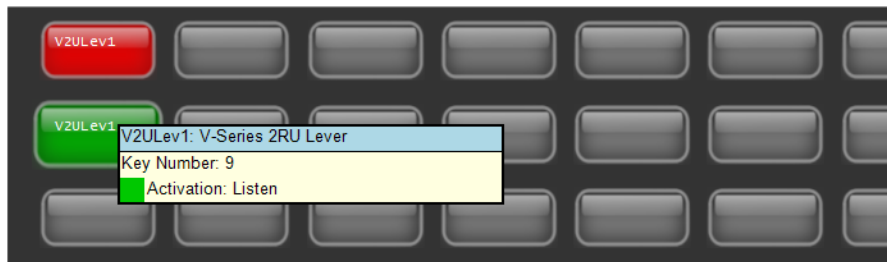 V2ULev1
V2ULev1
V2ULev1: V-Series 2RU Lever
Key Number: 9
Activation: Listen